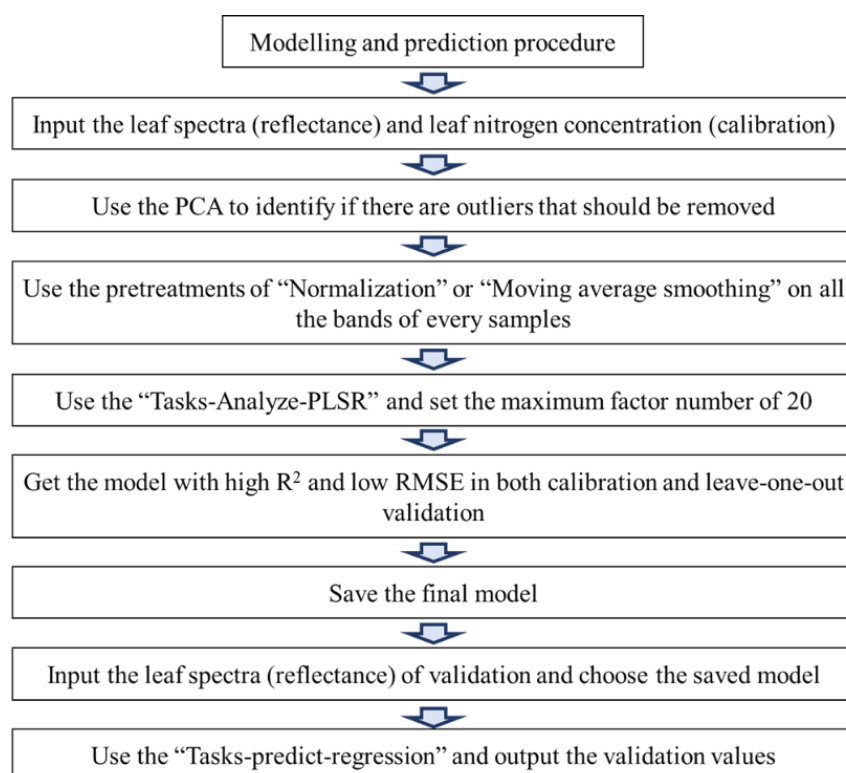 Modelling and prediction procedure
Input the leaf spectra (reflectance) and leaf nitrogen concentration (calibration)
Use the PCA to identify if there are outliers that should be removed
Use the pretreatments of “Normalization” or “Moving average smoothing” on all
the bands of every samples
Use the “Tasks-Analyze-PLSR” and set the maximum factor number of 20
Get the model with high R² and low RMSE in both calibration and leave-one-out
validation
Save the final model
Input the leaf spectra (reflectance) of validation and choose the saved model
Use the “Tasks-predict-regression” and output the validation values